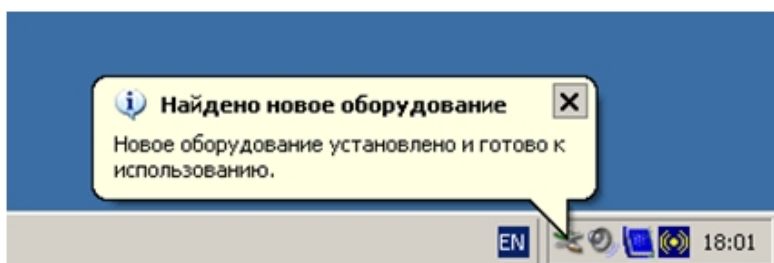 Найдено новое оборудование
Новое оборудование установлено и готово к
использованию.
EN 18:01